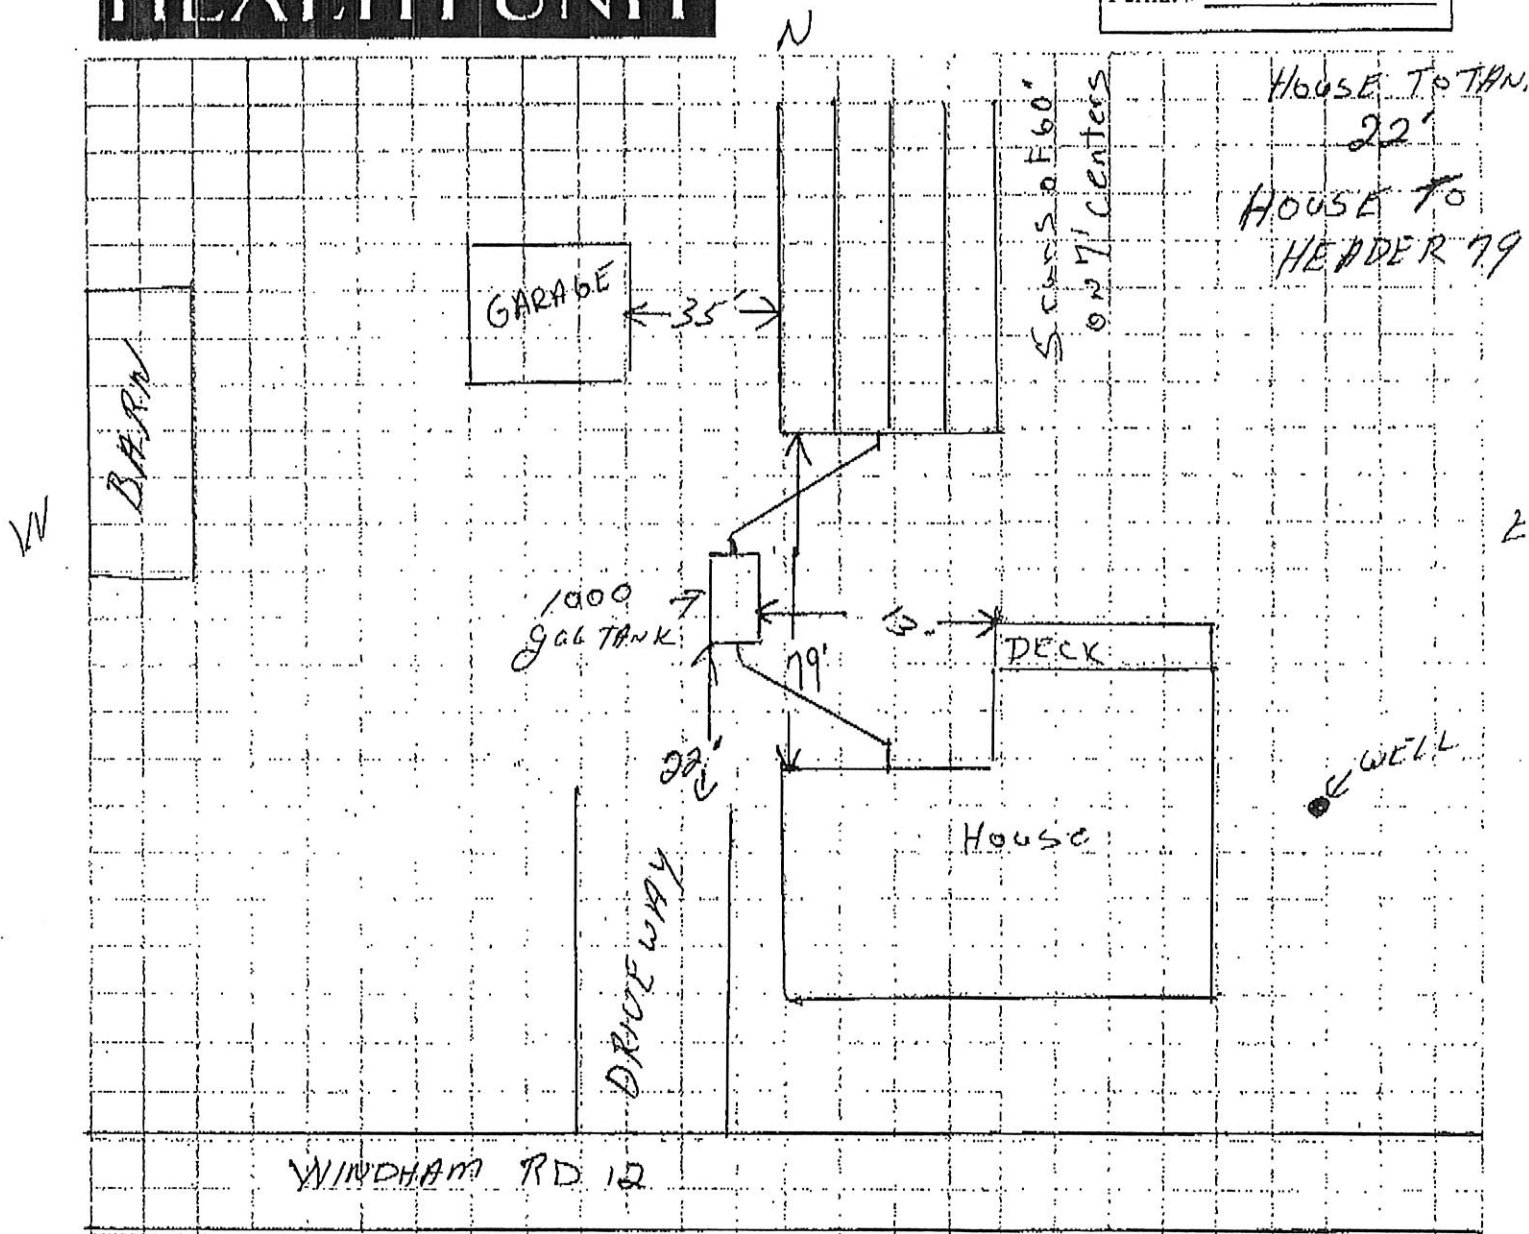 HEALTH UNIT
N
HOUSE TO TAN.
22'
HOUSE TO
HEADER 79
5 runs of 60'
on 7' centers
GARAGE
35'
BARN
W
E
1000
gal TANK
DECK
79'
22'
WELL
House
DRIVEWAY
WINDHAM RD 12